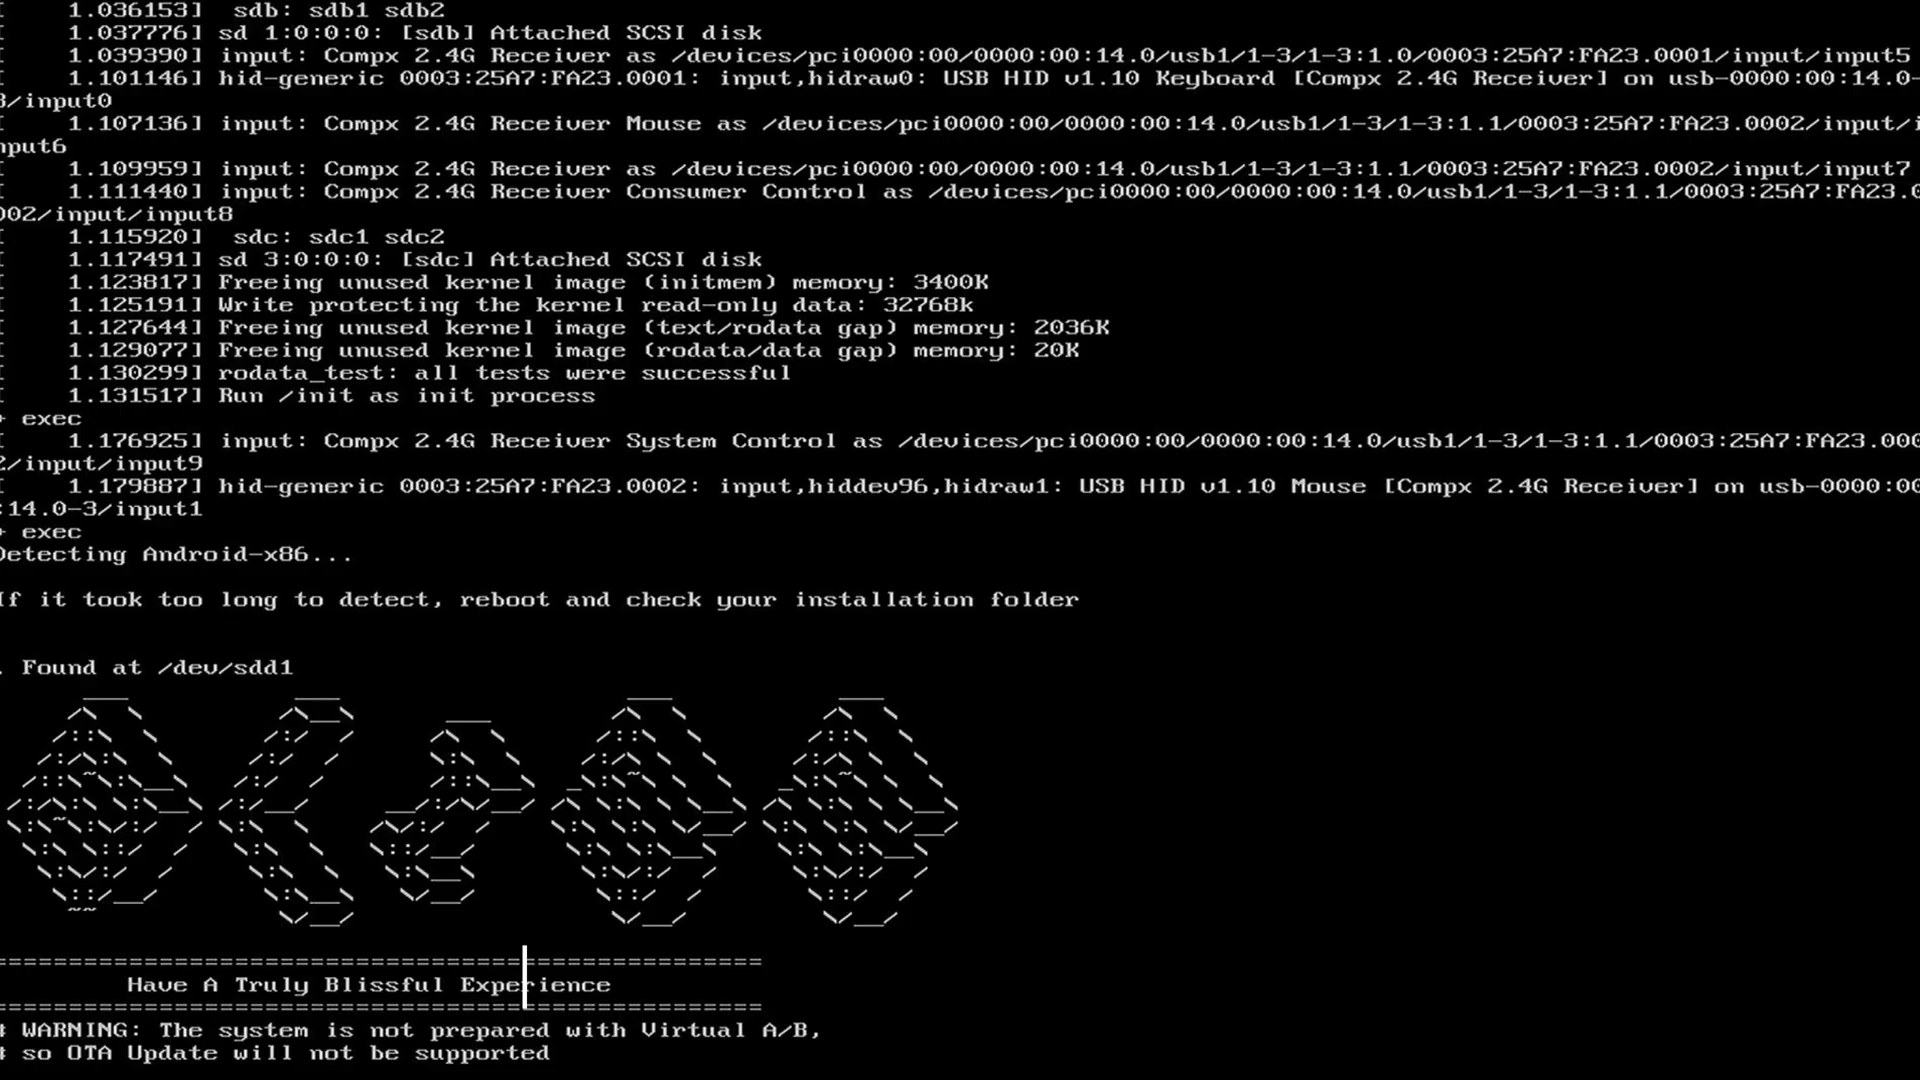 [    1.036153]  sdb: sdb1 sdb2
[    1.037776] sd 1:0:0:0: [sdb] Attached SCSI disk
[    1.039390] input: Compx 2.4G Receiver as /devices/pci0000:00/0000:00:14.0/usb1/1-3/1-3:1.0/0003:25A7:FA23.0001/input/input5
[    1.101146] hid-generic 0003:25A7:FA23.0001: input,hidraw0: USB HID v1.10 Keyboard [Compx 2.4G Receiver] on usb-0000:00:14.0-
3/input0
[    1.107136] input: Compx 2.4G Receiver Mouse as /devices/pci0000:00/0000:00:14.0/usb1/1-3/1-3:1.1/0003:25A7:FA23.0002/input/i
nput6
[    1.109959] input: Compx 2.4G Receiver as /devices/pci0000:00/0000:00:14.0/usb1/1-3/1-3:1.1/0003:25A7:FA23.0002/input/input7
[    1.111440] input: Compx 2.4G Receiver Consumer Control as /devices/pci0000:00/0000:00:14.0/usb1/1-3/1-3:1.1/0003:25A7:FA23.0
002/input/input8
[    1.115920]  sdc: sdc1 sdc2
[    1.117491] sd 3:0:0:0: [sdc] Attached SCSI disk
[    1.123817] Freeing unused kernel image (initmem) memory: 3400K
[    1.125191] Write protecting the kernel read-only data: 32768k
[    1.127644] Freeing unused kernel image (text/rodata gap) memory: 2036K
[    1.129077] Freeing unused kernel image (rodata/data gap) memory: 20K
[    1.130299] rodata_test: all tests were successful
[    1.131517] Run /init as init process
+ exec
[    1.176925] input: Compx 2.4G Receiver System Control as /devices/pci0000:00/0000:00:14.0/usb1/1-3/1-3:1.1/0003:25A7:FA23.000
2/input/input9
[    1.179887] hid-generic 0003:25A7:FA23.0002: input,hiddev96,hidraw1: USB HID v1.10 Mouse [Compx 2.4G Receiver] on usb-0000:00
:14.0-3/input1
+ exec
Detecting Android-x86...
If it took too long to detect, reboot and check your installation folder
. Found at /dev/sdd1
Have A Truly Blissful Experience
# WARNING: The system is not prepared with Virtual A/B,
# so OTA Update will not be supported